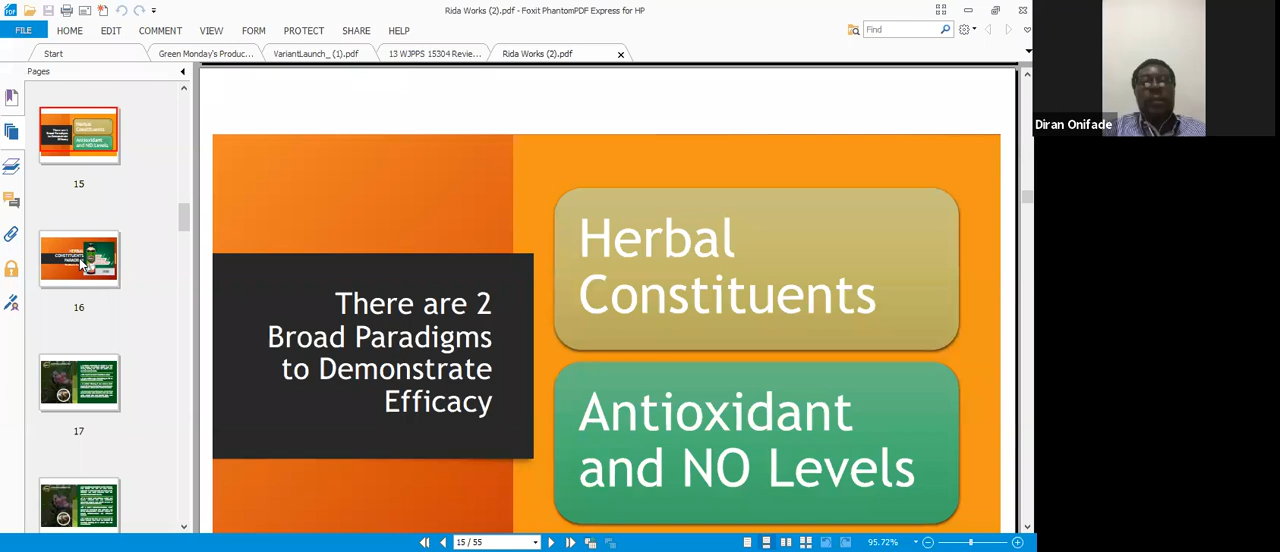 Rida Works (2).pdf - Foxit PhantomPDF Express for HP
FILE HOME EDIT COMMENT VIEW FORM PROTECT SHARE HELP
Find
Start
Green Monday's Produc...
VariantLaunch_ (1).pdf
13 WJPPS 15304 Revie...
Rida Works (2).pdf
Pages
15
16
17
There are 2
Broad Paradigms
to Demonstrate
Efficacy
Herbal
Constituents
Antioxidant
and NO Levels
Diran Onifade
15 / 55
95.72%